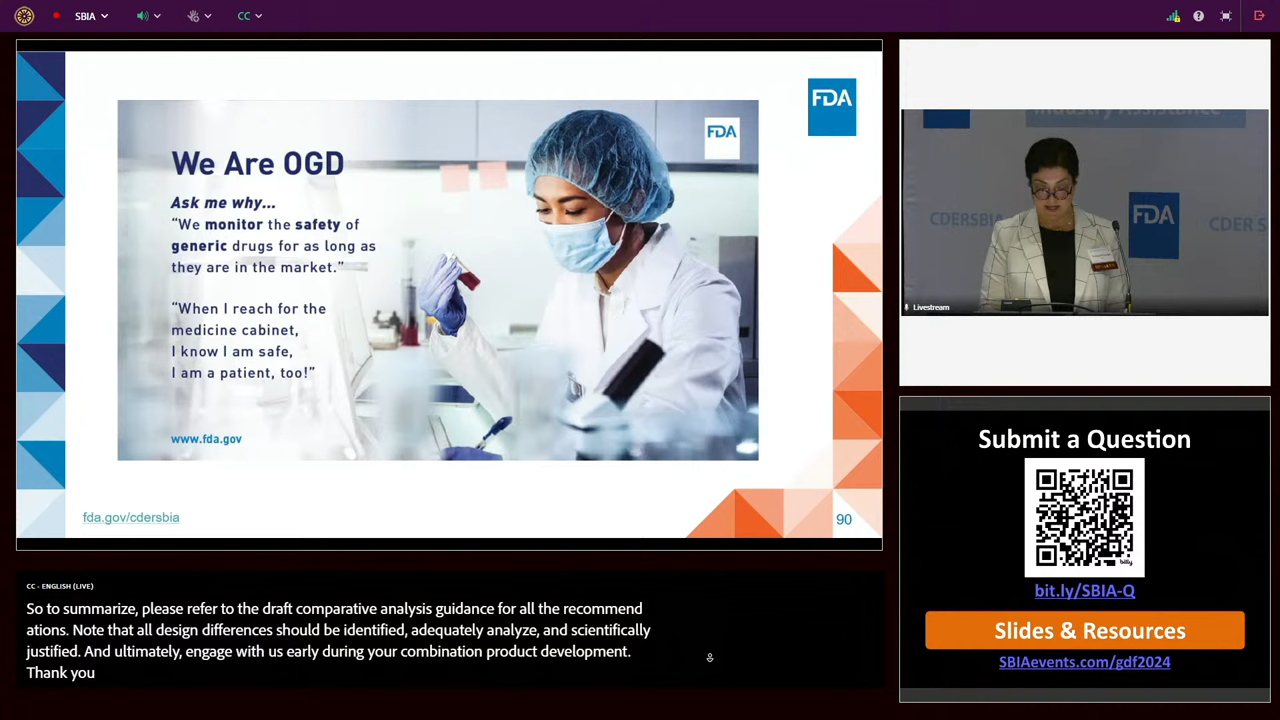 SBIA
CC
FDA
FDA
We Are OGD
Ask me why...
“We monitor the safety of
generic drugs for as long as
they are in the market.”
“When I reach for the
medicine cabinet,
I know I am safe,
I am a patient, too!”
www.fda.gov
fda.gov/cdersbia
90
CC - ENGLISH (LIVE)
So to summarize, please refer to the draft comparative analysis guidance for all the recommend
ations. Note that all design differences should be identified, adequately analyze, and scientifically
justified. And ultimately, engage with us early during your combination product development.
Thank you
Industry Assistance
CDERSBIA
FDA
CDER S
Livestream
Submit a Question
bitly
bit.ly/SBIA-Q
Slides & Resources
SBIAevents.com/gdf2024